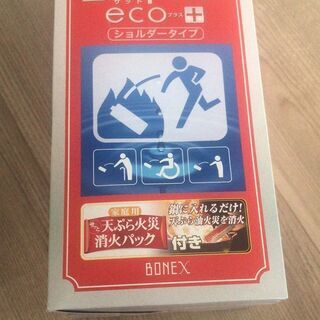 eco プラス +
ショルダータイプ
家庭用
天ぷら火災
消火パック
鍋に入れるだけ!
天ぷら油火災を消火
付き
BONEX